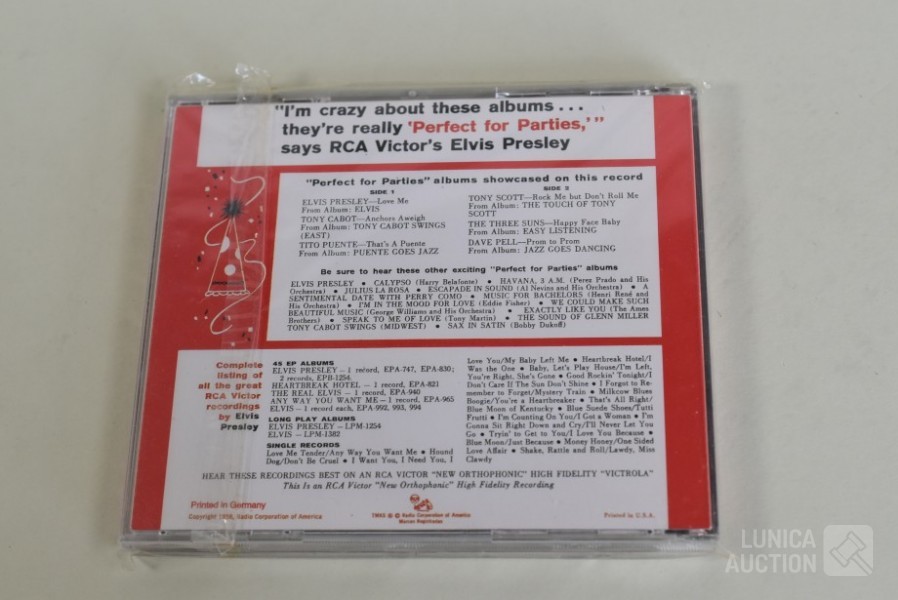 "I'm crazy about these albums...
they're really 'Perfect for Parties,'"
says RCA Victor's Elvis Presley
"Perfect for Parties" albums showcased on this record
SIDE 1
ELVIS PRESLEY—Love Me
From Album: ELVIS
TONY CABOT—Anchors Aweigh
From Album: TONY CABOT SWINGS
(EAST)
TITO PUENTE—That's A Puente
From Album: PUENTE GOES JAZZ
SIDE 2
TONY SCOTT—Rock Me but Don't Roll Me
From Album: THE TOUCH OF TONY
SCOTT
THE THREE SUNS—Happy Face Baby
From Album: EASY LISTENING
DAVE PELL—Prom to Prom
From Album: JAZZ GOES DANCING
Be sure to hear these other exciting "Perfect for Parties" albums
ELVIS PRESLEY • CALYPSO (Harry Belafonte) • HAVANA, 3 A.M. (Perez Prado and His
Orchestra) • JULIUS LA ROSA • ESCAPADE IN SOUND (Al Nevins and His Orchestra) • A
SENTIMENTAL DATE WITH PERRY COMO • MUSIC FOR BACHELORS (Henri René and
His Orchestra) • I'M IN THE MOOD FOR LOVE (Eddie Fisher) • WE COULD MAKE SUCH
BEAUTIFUL MUSIC (George Williams and His Orchestra) • EXACTLY LIKE YOU (The Ames
Brothers) • SPEAK TO ME OF LOVE (Tony Martin) • THE SOUND OF GLENN MILLER
TONY CABOT SWINGS (MIDWEST) • SAX IN SATIN (Bobby Dukoff)
Complete
listing of
all the great
RCA Victor
recordings
by Elvis
Presley
45 EP ALBUMS
ELVIS PRESLEY – 1 record, EPA-747, EPA-830;
2 records, EPB-1254
HEARTBREAK HOTEL – 1 record, EPA-821
THE REAL ELVIS – 1 record, EPA-940
ANY WAY YOU WANT ME – 1 record, EPA-965
ELVIS – 1 record each, EPA-992, 993, 994
LONG PLAY ALBUMS
ELVIS PRESLEY – LPM-1254
ELVIS – LPM-1382
SINGLE RECORDS
Love Me Tender/Any Way You Want Me • Hound
Dog/Don't Be Cruel • I Want You, I Need You, I
Love You/My Baby Left Me • Heartbreak Hotel/I
Was the One • Baby, Let's Play House/I'm Left,
You're Right, She's Gone • Good Rockin' Tonight/I
Don't Care If The Sun Don't Shine • I Forgot to Re-
member to Forget/Mystery Train • Milkcow Blues
Boogie/You're a Heartbreaker • That's All Right/
Blue Moon of Kentucky • Blue Suede Shoes/Tutti
Frutti • I'm Counting On You/I Got a Woman • I'm
Gonna Sit Right Down and Cry/I'll Never Let You
Go • Tryin' to Get to You/I Love You Because •
Blue Moon/Just Because • Money Honey/One Sided
Love Affair • Shake, Rattle and Roll/Lawdy, Miss
Clawdy
HEAR THESE RECORDINGS BEST ON AN RCA VICTOR "NEW ORTHOPHONIC" HIGH FIDELITY "VICTROLA"
This Is an RCA Victor "New Orthophonic" High Fidelity Recording
Printed in Germany
Copyright 1956, Radio Corporation of America
TMKS ® © Radio Corporation of America
Marcas Registradas
Printed in U.S.A.
LUNICA
AUCTION